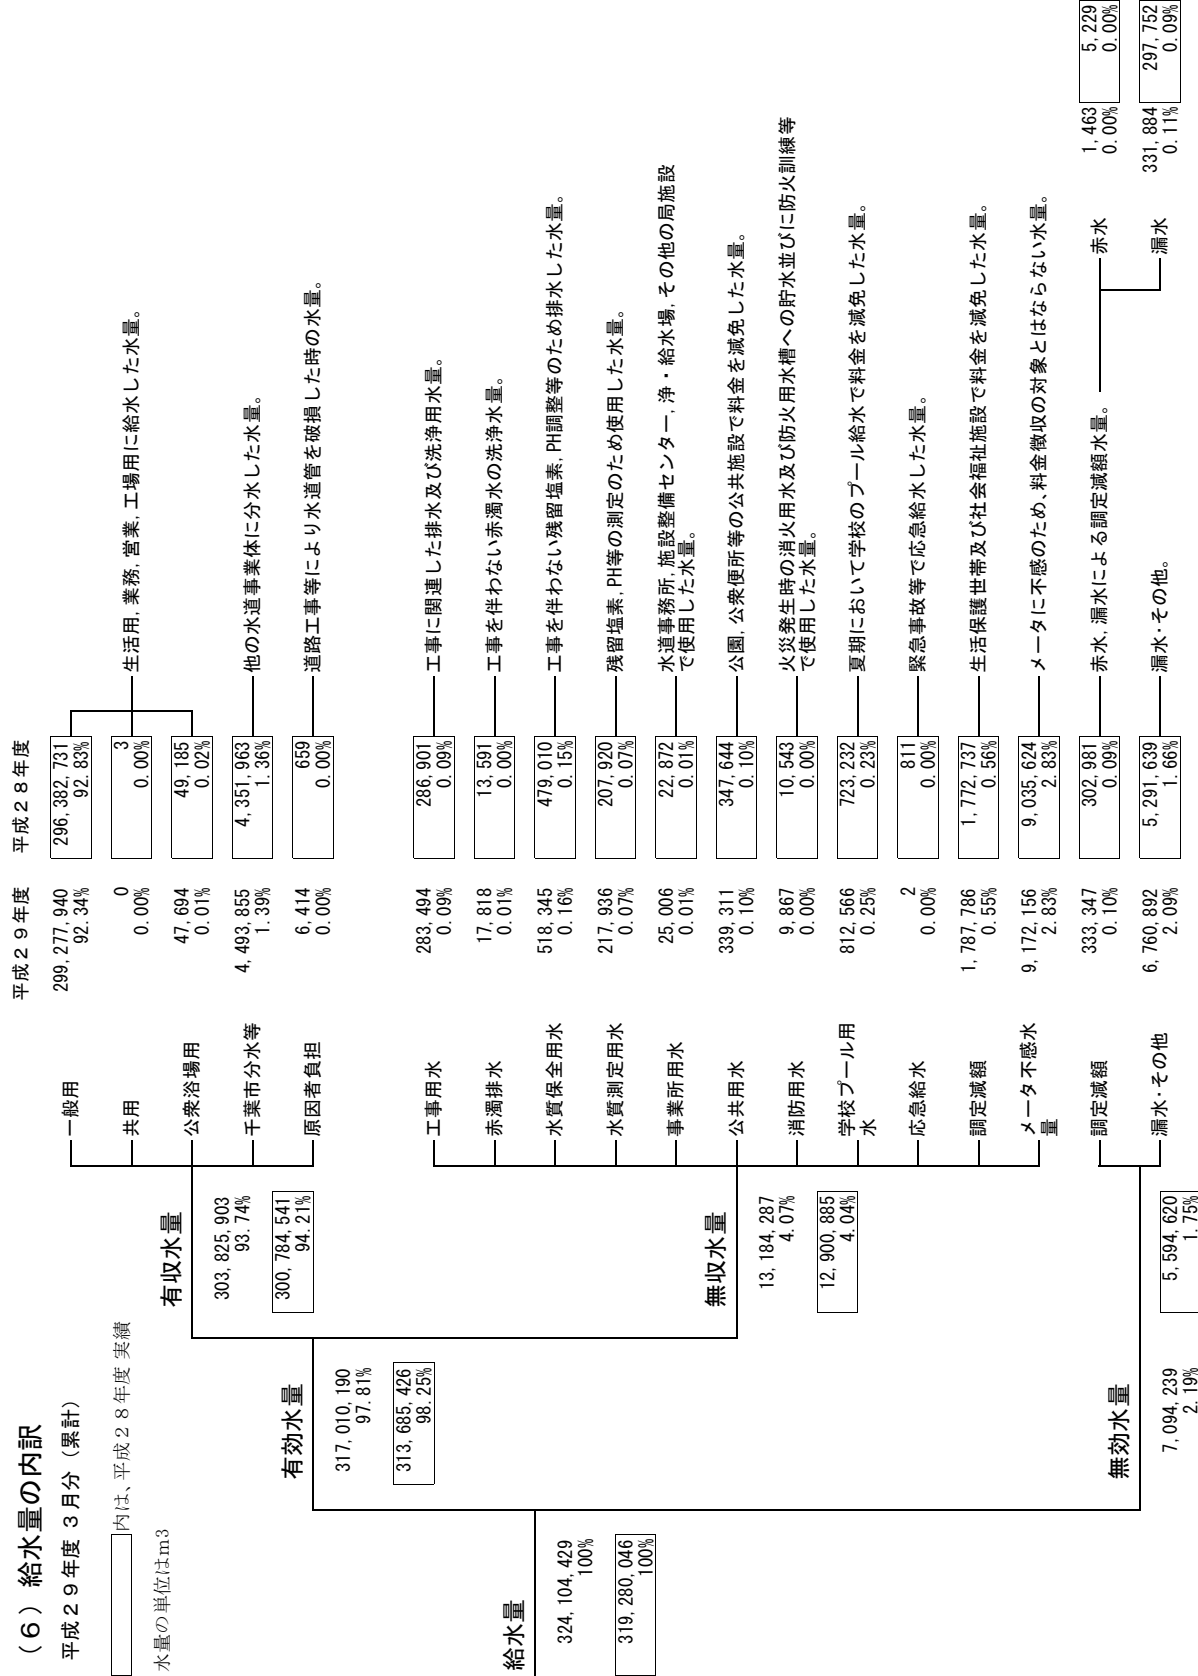 (6) 給水量の内訳
平成29年度 3月分 (累計)
内は、平成28年度 実績
水量の単位はm3
給水量
324,104,429
100%
319,280,046
100%
有効水量
317,010,190
97.81%
313,685,426
98.25%
無効水量
7,094,239
2.19%
5,594,620
1.75%
有収水量
303,825,903
93.74%
300,784,541
94.21%
無収水量
13,184,287
4.07%
12,900,885
4.04%
平成29年度 平成28年度
一般用 299,277,940 296,382,731
92.34% 92.83%
共用 0 3
0.00% 0.00%
生活用,業務,営業,工場用に給水した水量。
公衆浴場用 47,694 49,185
0.01% 0.02%
千葉市分水等 4,493,855 4,351,963 他の水道事業体に分水した水量。
1.39% 1.36%
原因者負担 6,414 659 道路工事等により水道管を破損した時の水量。
0.00% 0.00%
工事用水 283,494 286,901 工事に関連した排水及び洗浄用水量。
0.09% 0.09%
赤濁排水 17,818 13,591 工事を伴わない赤濁水の洗浄水量。
0.01% 0.00%
水質保全用水 518,345 479,010 工事を伴わない残留塩素,PH調整等のため排水した水量。
0.16% 0.15%
水質測定用水 217,936 207,920 残留塩素,PH等の測定のため使用した水量。
0.07% 0.07%
事業所用水 25,006 22,872 水道事務所,施設整備センター,浄・給水場,その他の局施設
0.01% 0.01% で使用した水量。
公共用水 339,311 347,644 公園,公衆便所等の公共施設で料金を減免した水量。
0.10% 0.10%
消防用水 9,867 10,543 火災発生時の消火用水及び防火用水槽への貯水並びに防火訓練等
0.00% 0.00% で使用した水量。
学校プール用 812,566 723,232 夏期において学校のプール給水で料金を減免した水量。
水 0.25% 0.23%
応急給水 2 811 緊急事故等で応急給水した水量。
0.00% 0.00%
調定減額 1,787,786 1,772,737 生活保護世帯及び社会福祉施設で料金を減免した水量。
0.55% 0.56%
メータ不感水 9,172,156 9,035,624 メータに不感のため、料金徴収の対象とはならない水量。
量 2.83% 2.83%
調定減額 333,347 302,981 赤水,漏水による調定減額水量。 赤水 1,463 5,229
0.10% 0.09% 0.00% 0.00%
漏水・その他 6,760,892 5,291,639 漏水・その他。 漏水 331,884 297,752
2.09% 1.66% 0.11% 0.09%